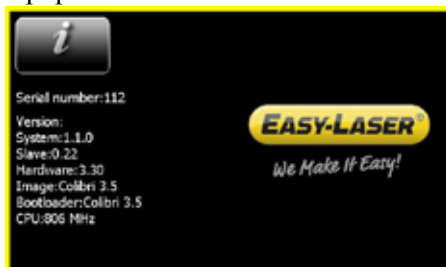 i
Serial number:112
Version:
System:1.1.0
Slave:0.22
Hardware:3.30
Image:Colibri 3.5
Bootloader:Colibri 3.5
CPU:806 MHz
EASY-LASER®
We Make It Easy!